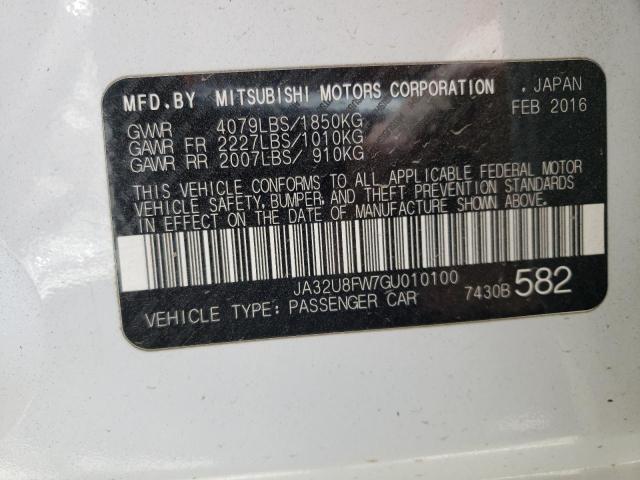 MFD.BY MITSUBISHI MOTORS CORPORATION , JAPAN
GVWR 4079LBS/1850KG FEB 2016
GAWR FR 2227LBS/1010KG
GAWR RR 2007LBS/ 910KG
THIS VEHICLE CONFORMS TO ALL APPLICABLE FEDERAL MOTOR
VEHICLE SAFETY, BUMPER, AND THEFT PREVENTION STANDARDS
IN EFFECT ON THE DATE OF MANUFACTURE SHOWN ABOVE.
JA32U8FW7GU010100
VEHICLE TYPE: PASSENGER CAR 7430B 582